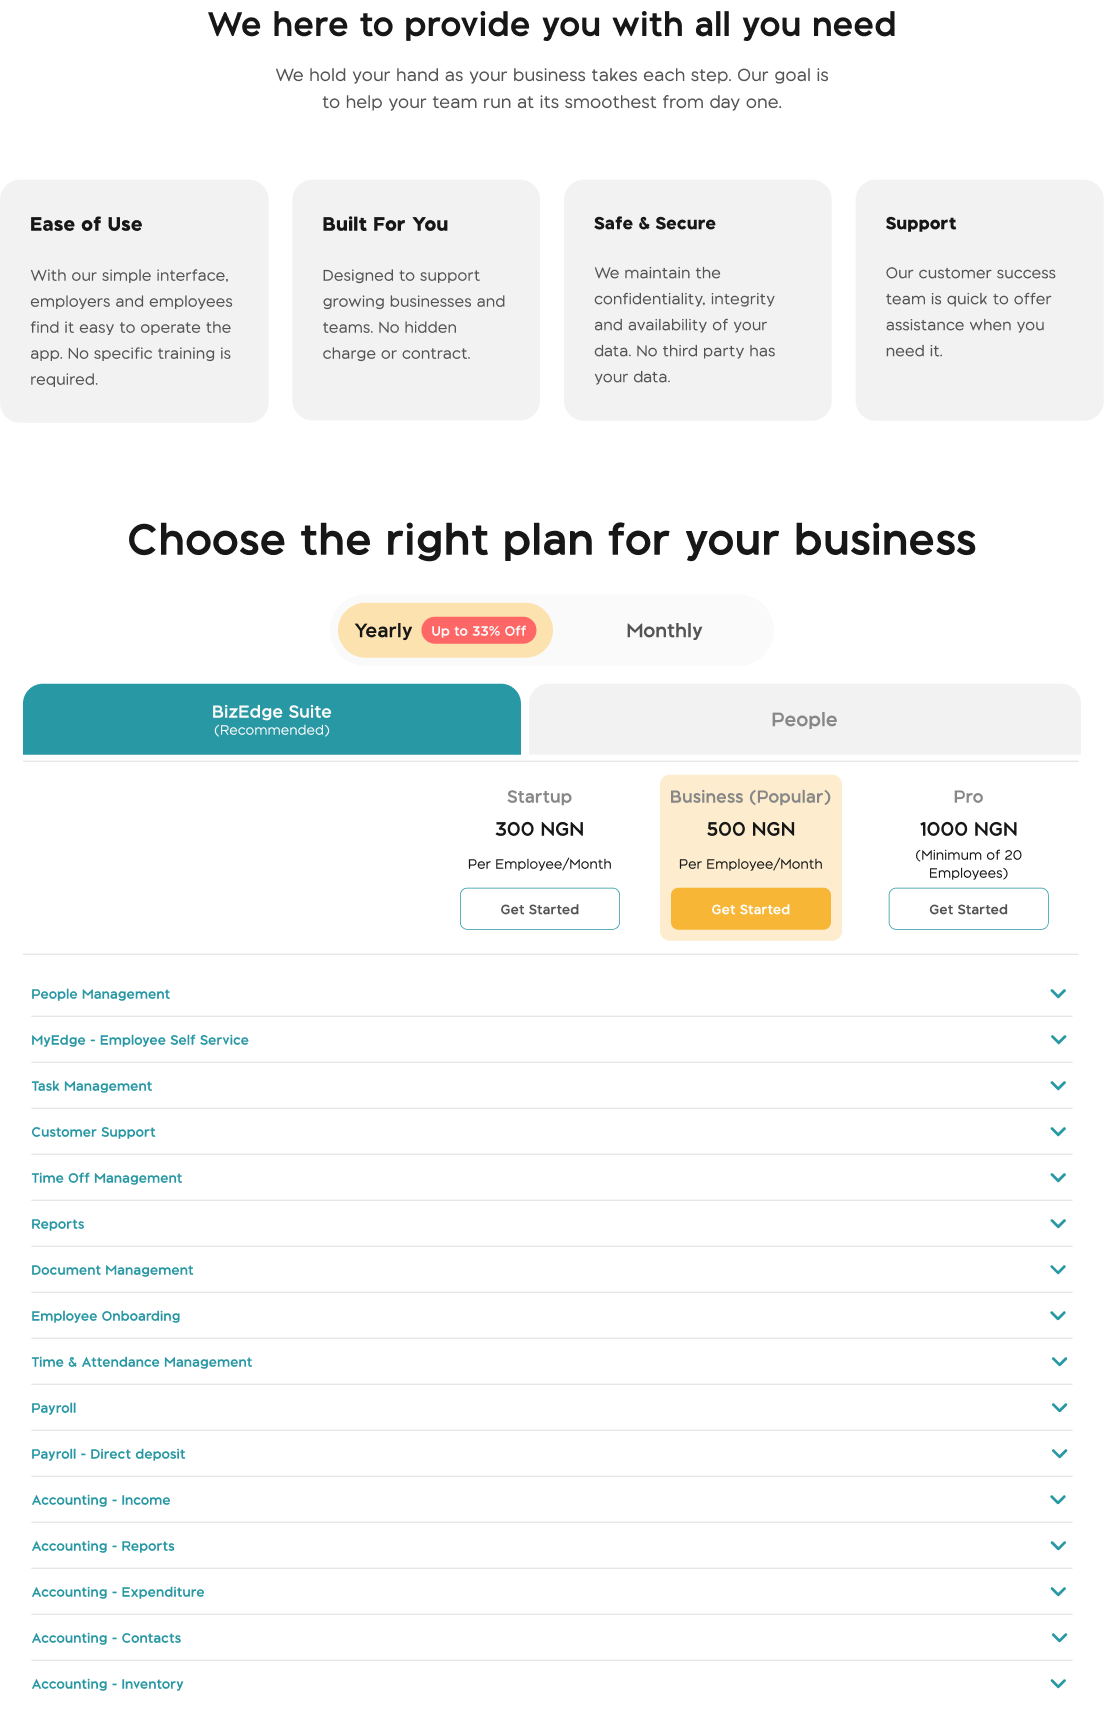 We here to provide you with all you need
We hold your hand as your business takes each step. Our goal is
to help your team run at its smoothest from day one.
Ease of Use
With our simple interface,
employers and employees
find it easy to operate the
app. No specific training is
required.
Built For You
Designed to support
growing businesses and
teams. No hidden
charge or contract.
Safe & Secure
We maintain the
confidentiality, integrity
and availability of your
data. No third party has
your data.
Support
Our customer success
team is quick to offer
assistance when you
need it.
Choose the right plan for your business
Yearly Up to 33% Off
Monthly
BizEdge Suite
(Recommended)
People
Startup
300 NGN
Per Employee/Month
Get Started
Business (Popular)
500 NGN
Per Employee/Month
Get Started
Pro
1000 NGN
(Minimum of 20
Employees)
Get Started
People Management
MyEdge - Employee Self Service
Task Management
Customer Support
Time Off Management
Reports
Document Management
Employee Onboarding
Time & Attendance Management
Payroll
Payroll - Direct deposit
Accounting - Income
Accounting - Reports
Accounting - Expenditure
Accounting - Contacts
Accounting - Inventory